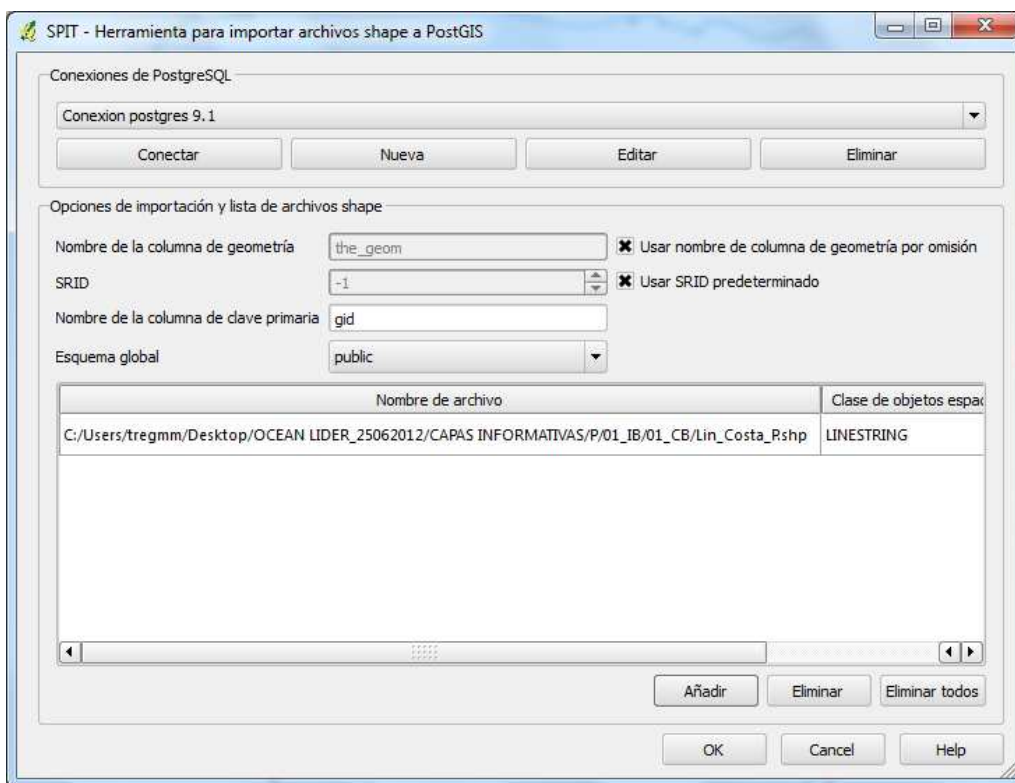 SPIT - Herramienta para importar archivos shape a PostGIS
Conexiones de PostgreSQL
Conexion postgres 9.1
Conectar Nueva Editar Eliminar
Opciones de importación y lista de archivos shape
Nombre de la columna de geometría the_geom Usar nombre de columna de geometría por omisión
SRID -1 Usar SRID predeterminado
Nombre de la columna de clave primaria gid
Esquema global public
Nombre de archivo Clase de objetos espac
C:/Users/tregmm/Desktop/OCEAN LIDER_25062012/CAPAS INFORMATIVAS/P/01_IB/01_CB/Lin_Costa_P.shp LINESTRING
Añadir Eliminar Eliminar todos
OK Cancel Help